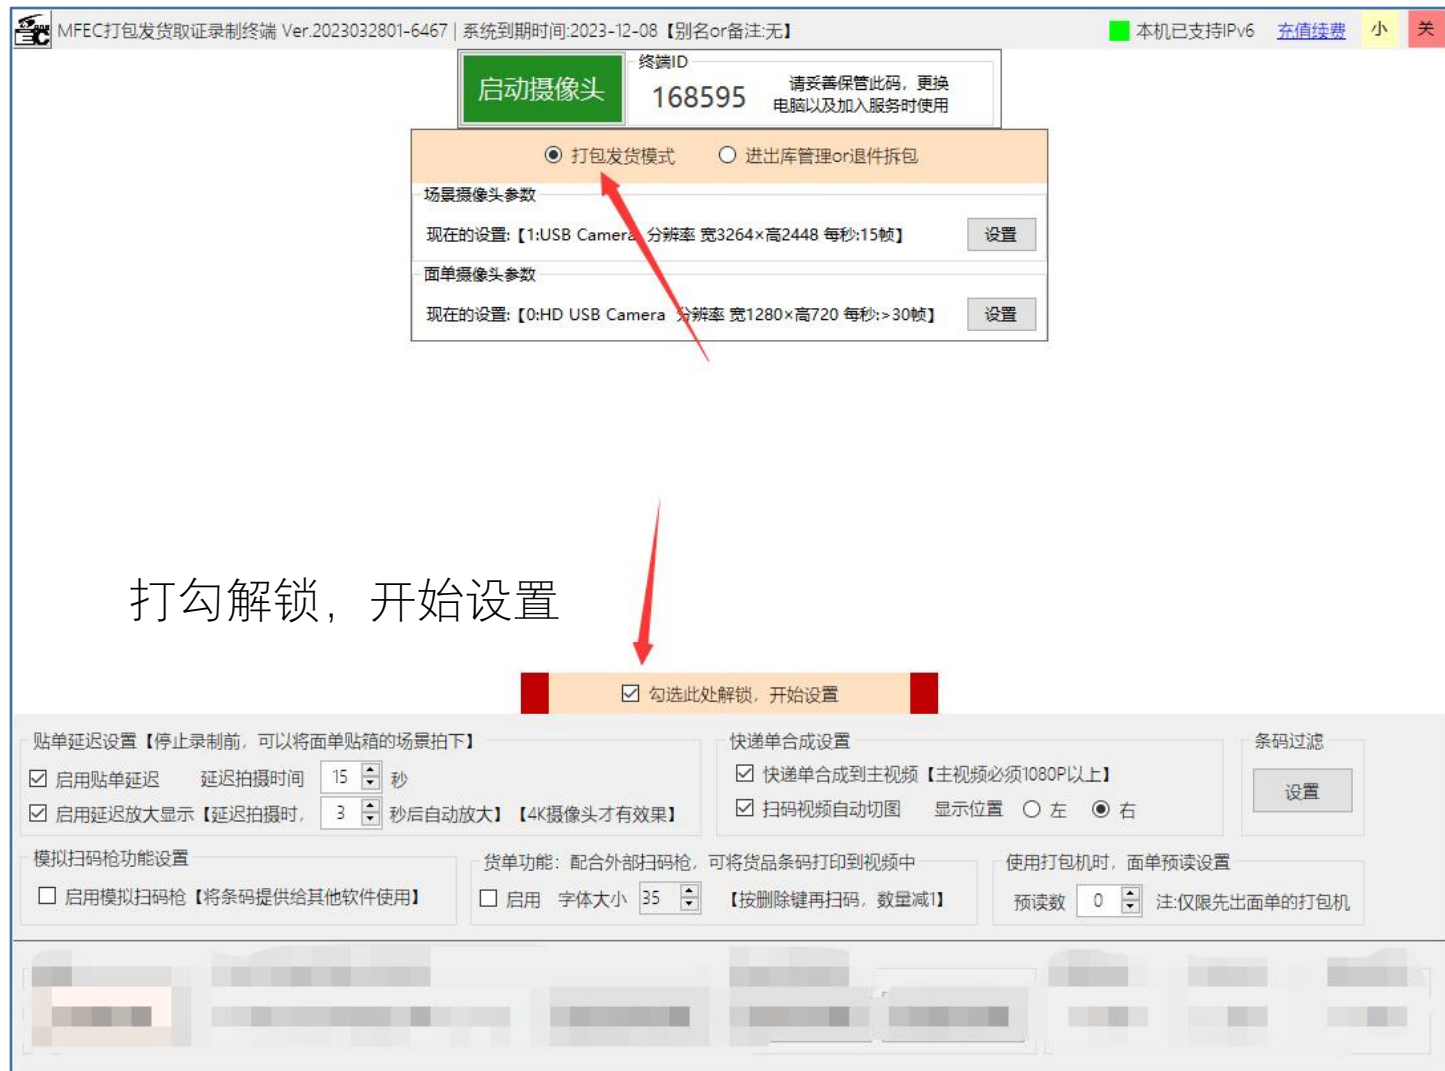 MFEC打包发货取证录制终端 Ver.2023032801-6467 | 系统到期时间:2023-12-08【别名or备注:无】 本机已支持IPv6 充值续费 小 关
启动摄像头
终端ID
168595
请妥善保管此码，更换
电脑以及加入服务时使用
打包发货模式 进出库管理or退件拆包
场景摄像头参数
现在的设置:【1:USB Camera 分辨率 宽3264×高2448 每秒:15帧】 设置
面单摄像头参数
现在的设置:【0:HD USB Camera 分辨率 宽1280×高720 每秒:>30帧】 设置
打勾解锁，开始设置
勾选此处解锁，开始设置
贴单延迟设置【停止录制前，可以将面单贴箱的场景拍下】
启用贴单延迟 延迟拍摄时间 15 秒
启用延迟放大显示【延迟拍摄时， 3 秒后自动放大】【4K摄像头才有效果】
快递单合成设置
快递单合成到主视频【主视频必须1080P以上】
扫码视频自动切图 显示位置 左 右
条码过滤
设置
模拟扫码枪功能设置
启用模拟扫码枪【将条码提供给其他软件使用】
货单功能：配合外部扫码枪，可将货品条码打印到视频中
启用 字体大小 35 【按删除键再扫码，数量减1】
使用打包机时，面单预读设置
预读数 0 注:仅限先出面单的打包机